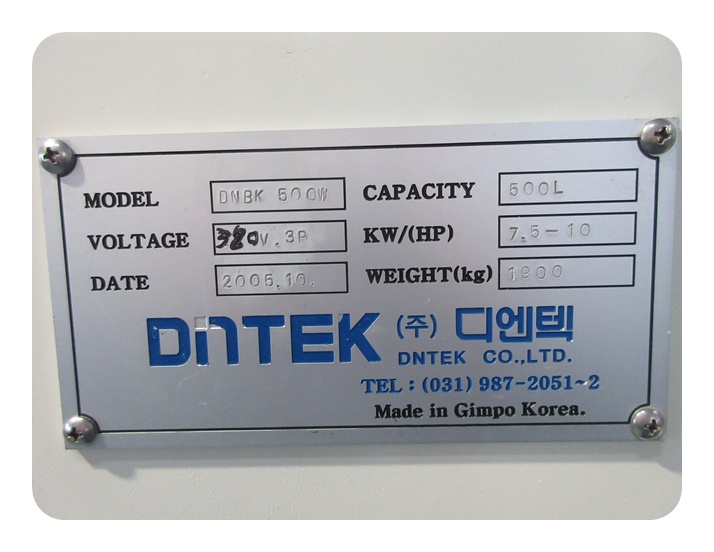 MODEL DNBK 500W CAPACITY 500L
VOLTAGE 380V.3P KW/(HP) 7.5-10
DATE 2005.10. WEIGHT(kg) 1900
DNTEK (주) 디엔텍
DNTEK CO.,LTD.
TEL : (031) 987-2051~2
Made in Gimpo Korea.